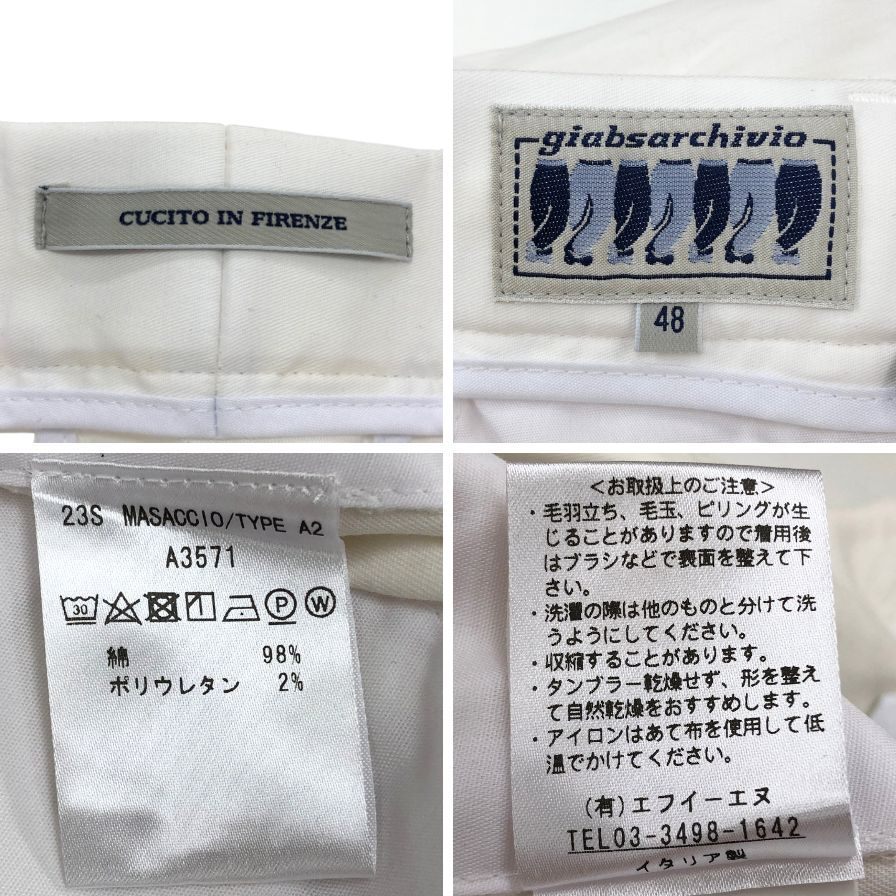 CUCITO IN FIRENZE
giabsarchivio
48
23S MASACCIO/TYPE A2
A3571
30 P W
綿 98%
ポリウレタン 2%
<お取扱上のご注意>
・毛羽立ち、毛玉、ピリングが生
じることがありますので着用後
はブラシなどで表面を整えて下
さい。
・洗濯の際は他のものと分けて洗
うようにしてください。
・収縮することがあります。
・タンブラー乾燥せず、形を整え
て自然乾燥をおすすめします。
・アイロンはあて布を使用して低
温でかけてください。
(有)エフイーエヌ
TEL03-3498-1642
イタリア製